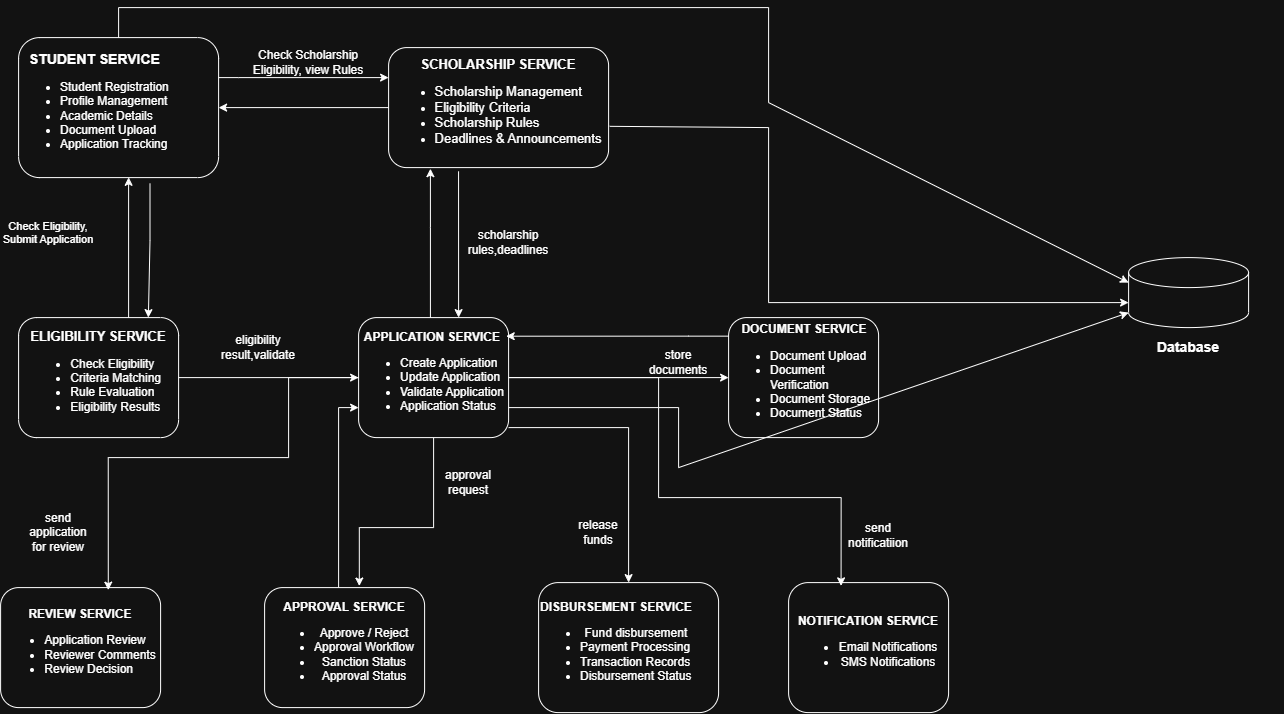 STUDENT SERVICE
Student Registration
Profile Management
Academic Details
Document Upload
Application Tracking
Check Scholarship
Eligibility, view Rules
SCHOLARSHIP SERVICE
Scholarship Management
Eligibility Criteria
Scholarship Rules
Deadlines & Announcements
Check Eligibility,
Submit Application
scholarship
rules,deadlines
Database
ELIGIBILITY SERVICE
Check Eligibility
Criteria Matching
Rule Evaluation
Eligibility Results
eligibility
result,validate
APPLICATION SERVICE
Create Application
Update Application
Validate Application
Application Status
store
documents
DOCUMENT SERVICE
Document Upload
Document
Verification
Document Storage
Document Status
send
application
for review
approval
request
release
funds
send
notificatiion
REVIEW SERVICE
Application Review
Reviewer Comments
Review Decision
APPROVAL SERVICE
Approve / Reject
Approval Workflow
Sanction Status
Approval Status
DISBURSEMENT SERVICE
Fund disbursement
Payment Processing
Transaction Records
Disbursement Status
NOTIFICATION SERVICE
Email Notifications
SMS Notifications